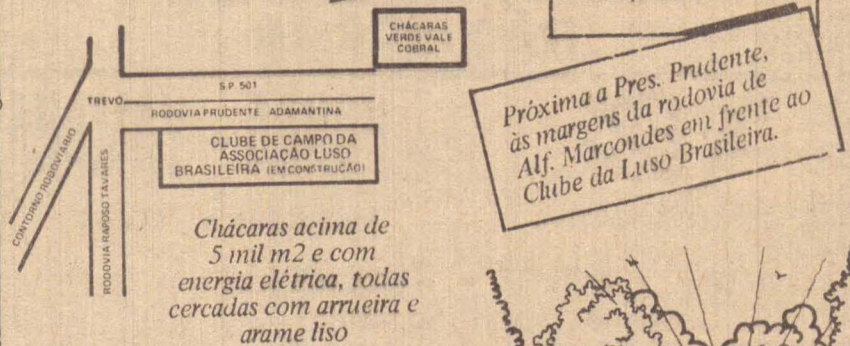 CHÁCARAS
VERDE VALE
COBRAL
S.P. 501
TREVO
RODOVIA PRUDENTE ADAMANTINA
CONTORNO RODOVIARIO
RODOVIA RAPOSO TAVARES
CLUBE DE CAMPO DA
ASSOCIAÇÃO LUSO
BRASILEIRA (EM CONSTRUCÃO)
Chácaras acima de
5 mil m2 e com
energia elétrica, todas
cercadas com arrueira e
arame liso
Próxima a Pres. Prudente,
às margens da rodovia de
Alf. Marcondes em frente ao
Clube da Luso Brasileira.